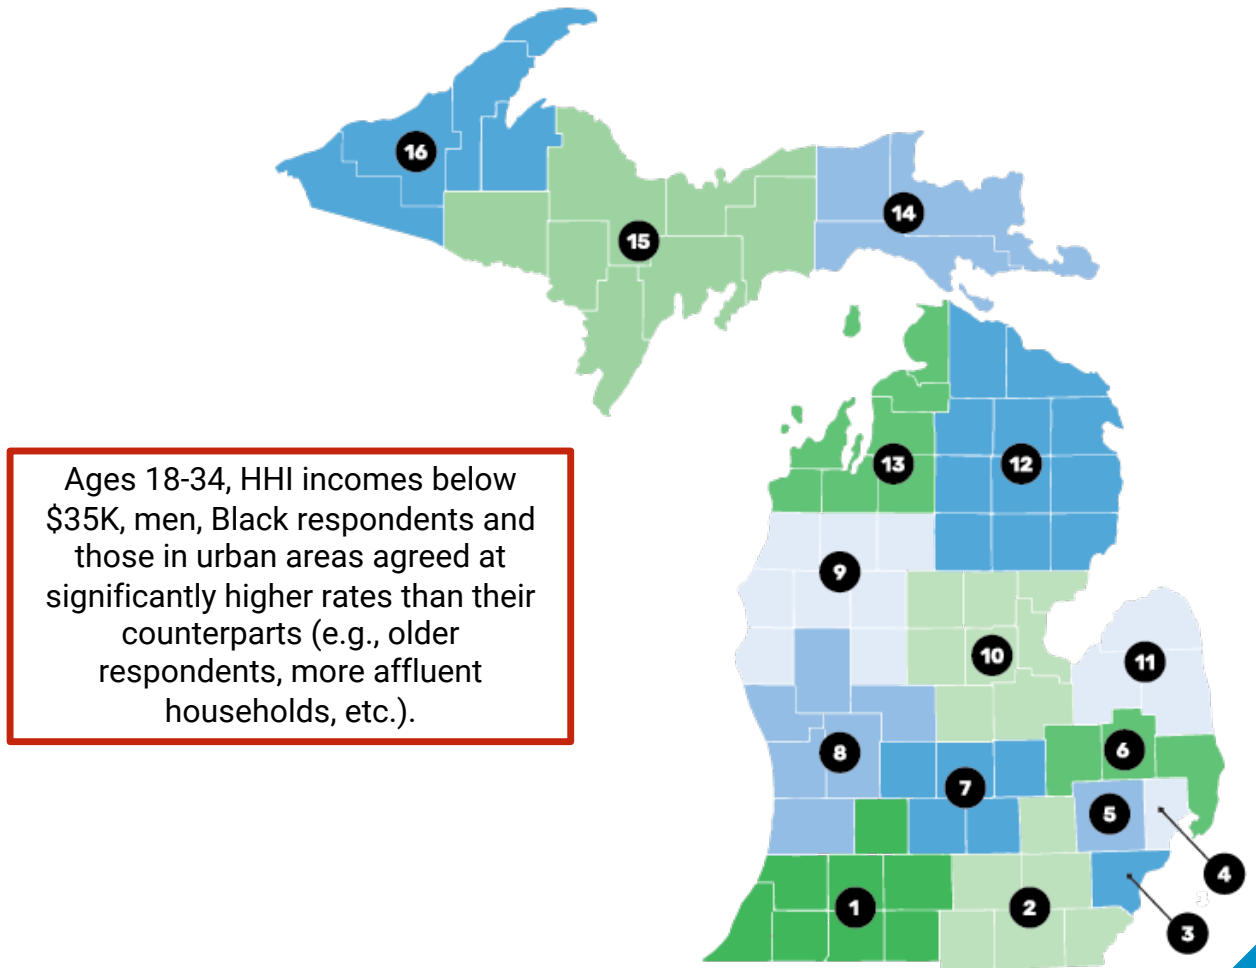 16
14
15
13
12
Ages 18-34, HHI incomes below
$35K, men, Black respondents and
those in urban areas agreed at
significantly higher rates than their
counterparts (e.g., older
respondents, more affluent
households, etc.).
9
10
11
8
6
7
5
4
1
2
3